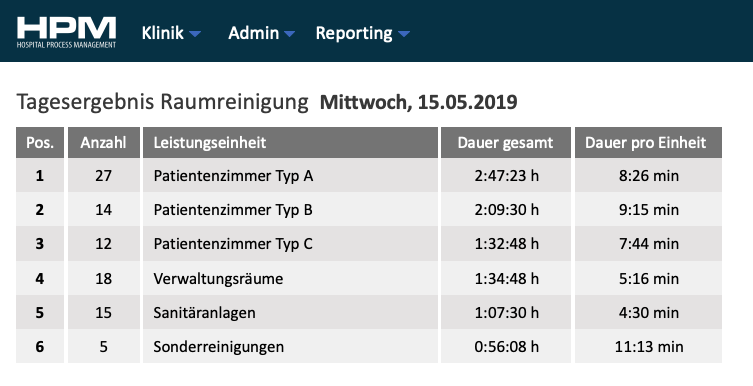 HPM
HOSPITAL PROCESS MANAGEMENT
Klinik Admin Reporting
Tagesergebnis Raumreinigung Mittwoch, 15.05.2019
Pos. Anzahl Leistungseinheit Dauer gesamt Dauer pro Einheit
1 27 Patientenzimmer Typ A 2:47:23 h 8:26 min
2 14 Patientenzimmer Typ B 2:09:30 h 9:15 min
3 12 Patientenzimmer Typ C 1:32:48 h 7:44 min
4 18 Verwaltungsräume 1:34:48 h 5:16 min
5 15 Sanitäranlagen 1:07:30 h 4:30 min
6 5 Sonderreinigungen 0:56:08 h 11:13 min